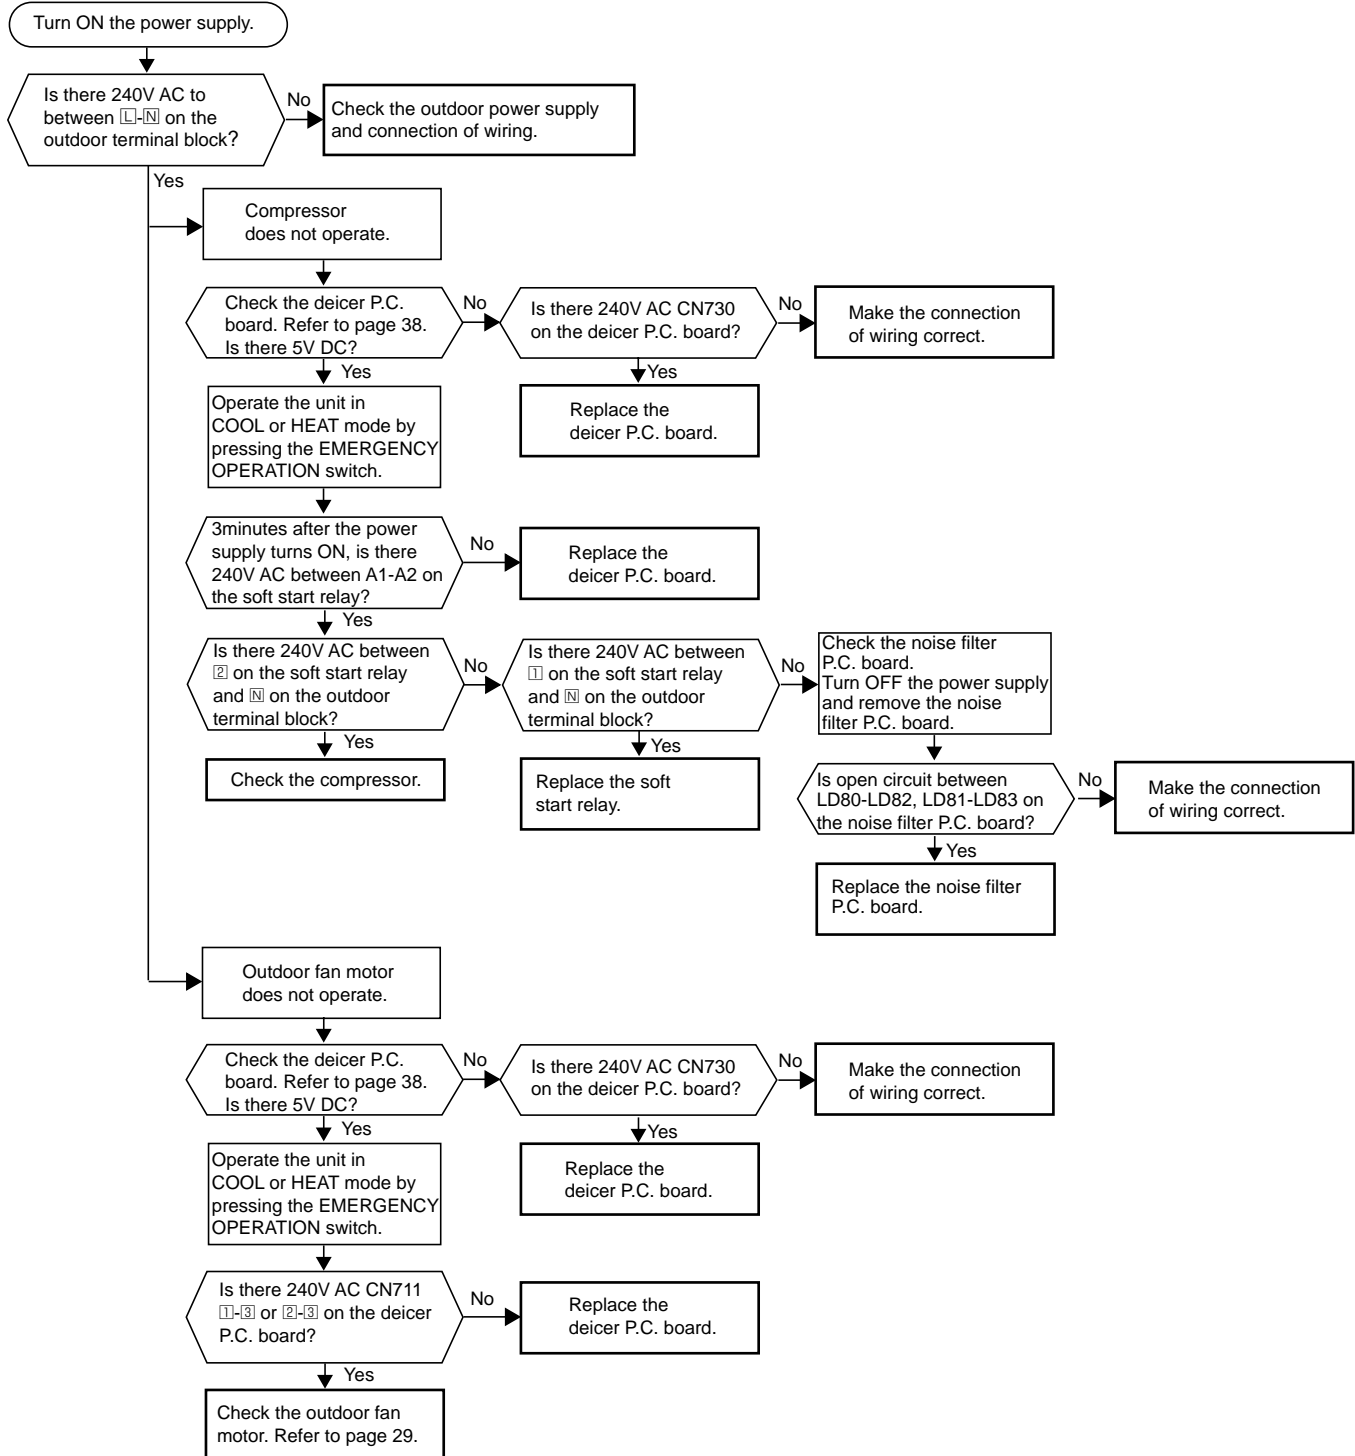 Turn ON the power supply.
Is there 240V AC to
between L-N on the
outdoor terminal block?
No
Check the outdoor power supply
and connection of wiring.
Yes
Compressor
does not operate.
Check the deicer P.C.
board. Refer to page 38.
Is there 5V DC?
No
Is there 240V AC CN730
on the deicer P.C. board?
No
Make the connection
of wiring correct.
Yes
Yes
Operate the unit in
COOL or HEAT mode by
pressing the EMERGENCY
OPERATION switch.
Replace the
deicer P.C. board.
3minutes after the power
supply turns ON, is there
240V AC between A1-A2 on
the soft start relay?
No
Replace the
deicer P.C. board.
Yes
Is there 240V AC between
2 on the soft start relay
and N on the outdoor
terminal block?
No
Is there 240V AC between
1 on the soft start relay
and N on the outdoor
terminal block?
No
Check the noise filter
P.C. board.
Turn OFF the power supply
and remove the noise
filter P.C. board.
Yes
Yes
Check the compressor.
Replace the soft
start relay.
Is open circuit between
LD80-LD82, LD81-LD83 on
the noise filter P.C. board?
No
Make the connection
of wiring correct.
Yes
Replace the noise filter
P.C. board.
Outdoor fan motor
does not operate.
Check the deicer P.C.
board. Refer to page 38.
Is there 5V DC?
No
Is there 240V AC CN730
on the deicer P.C. board?
No
Make the connection
of wiring correct.
Yes
Yes
Operate the unit in
COOL or HEAT mode by
pressing the EMERGENCY
OPERATION switch.
Replace the
deicer P.C. board.
Is there 240V AC CN711
1-3 or 2-3 on the deicer
P.C. board?
No
Replace the
deicer P.C. board.
Yes
Check the outdoor fan
motor. Refer to page 29.